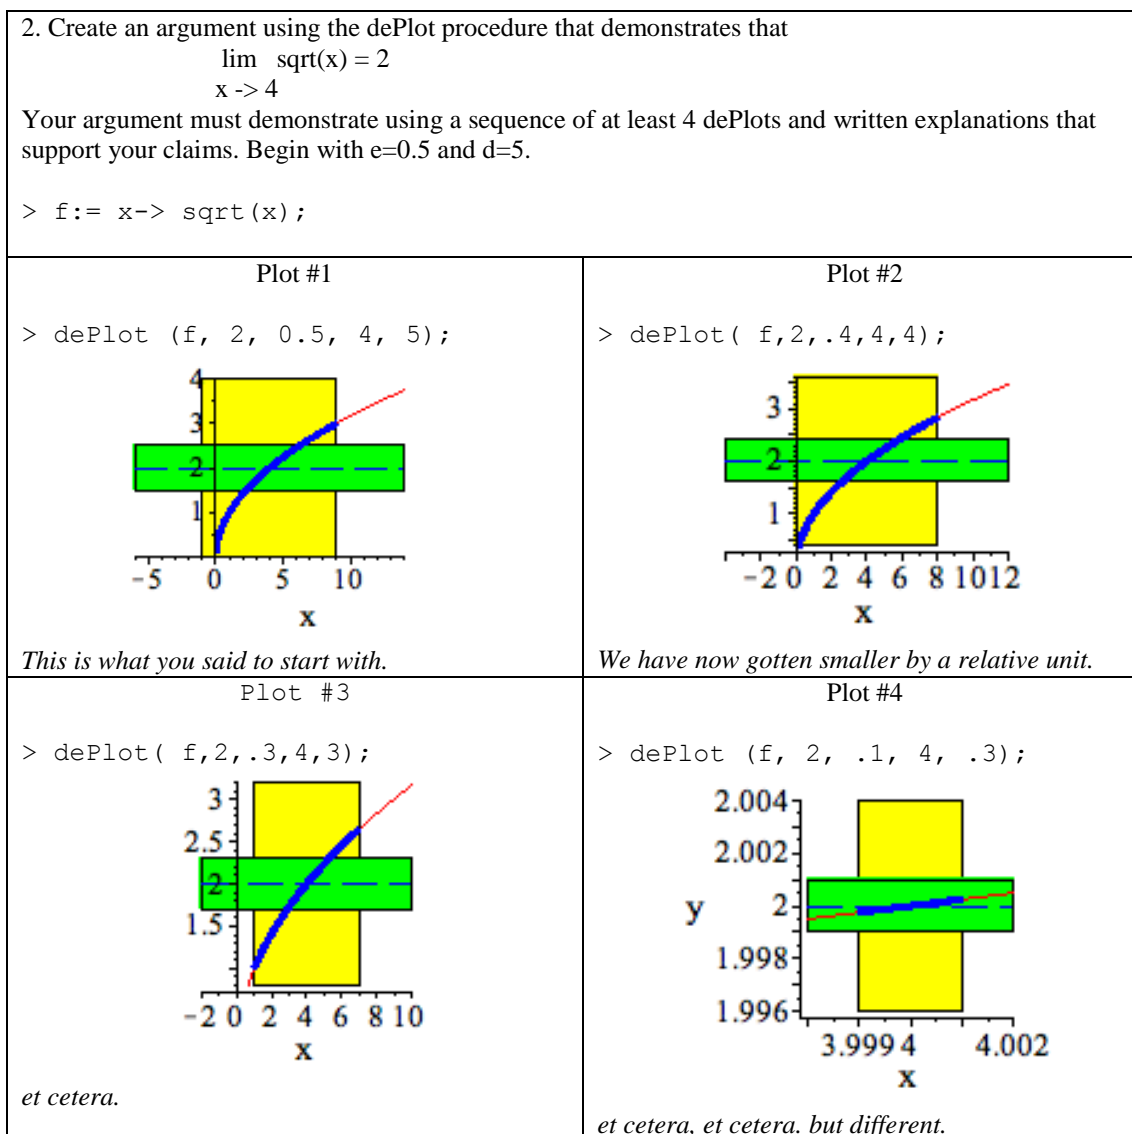 2. Create an argument using the dePlot procedure that demonstrates that
lim sqrt(x) = 2
x -> 4
Your argument must demonstrate using a sequence of at least 4 dePlots and written explanations that
support your claims. Begin with e=0.5 and d=5.
> f:= x-> sqrt(x);
Plot #1
> dePlot (f, 2, 0.5, 4, 5);
4
3
2
1
-5 0 5 10
x
This is what you said to start with.
Plot #2
> dePlot( f,2,.4,4,4);
3
2
1
-2 0 2 4 6 8 10 12
x
We have now gotten smaller by a relative unit.
Plot #3
> dePlot( f,2,.3,4,3);
3
2.5
2
1.5
-2 0 2 4 6 8 10
x
et cetera.
Plot #4
> dePlot (f, 2, .1, 4, .3);
2.004
2.002
y 2
1.998
1.996
3.999 4 4.002
x
et cetera, et cetera. but different.